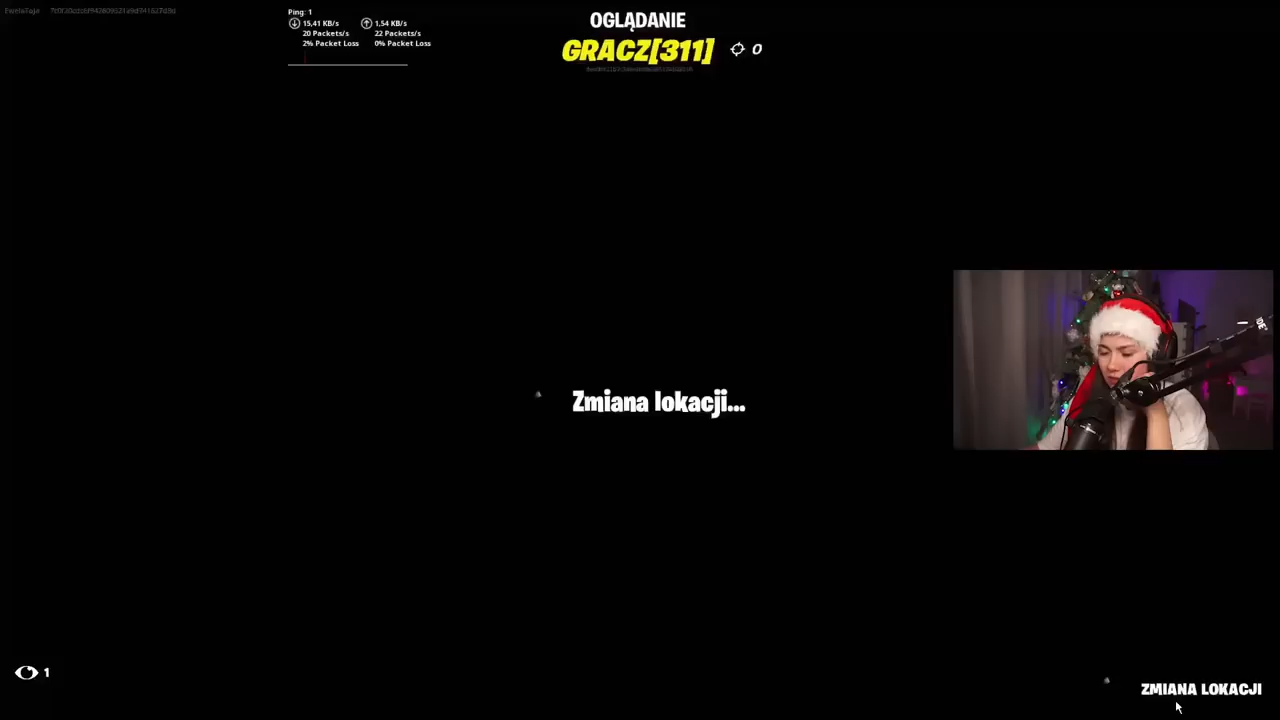 Ping: 1
15,41 KB/s 1,54 KB/s
20 Packets/s 22 Packets/s
2% Packet Loss 0% Packet Loss
OGLĄDANIE
GRACZ[311] 0
Zmiana lokacji...
1
ZMIANA LOKACJI